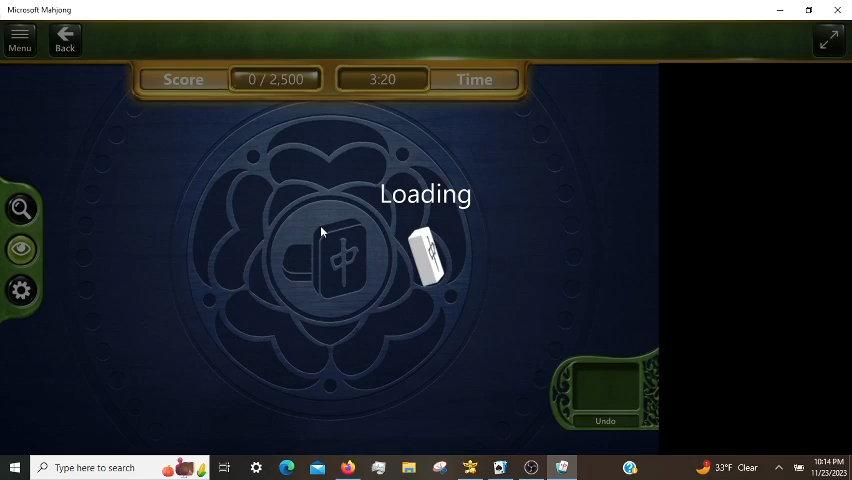 Microsoft Mahjong
Menu
Back
Score
0 / 2,500
3:20
Time
Loading
中
中
Undo
Type here to search
33°F Clear
10:14 PM
11/23/2023